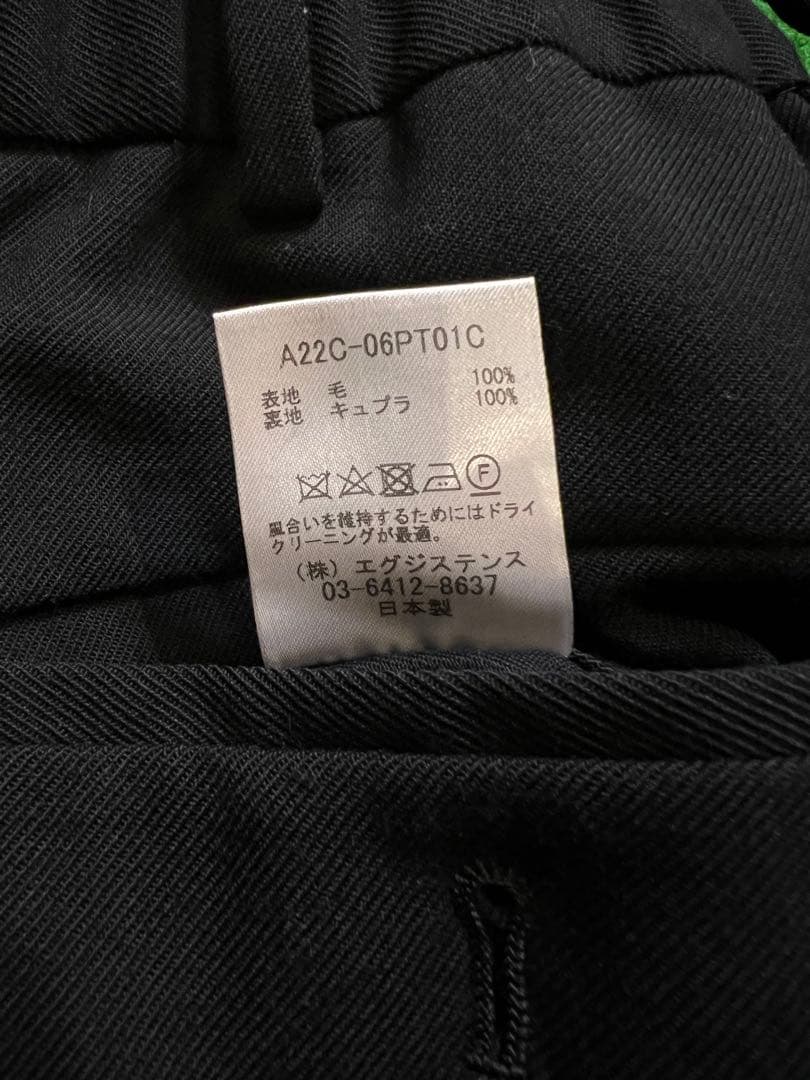 A22C-06PT01C
表地 毛 100%
裏地 キュプラ 100%
F
風合いを維持するためにはドライ
クリーニングが最適。
(株) エグジステンス
03-6412-8637
日本製